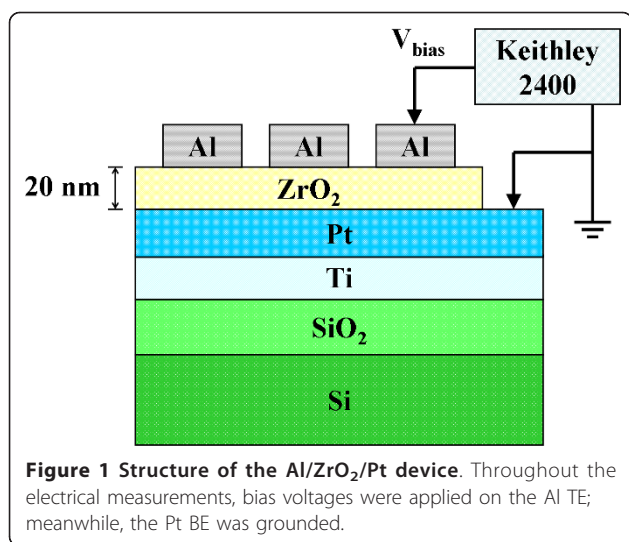 V_bias
Keithley
2400
Al Al Al
20 nm
ZrO₂
Pt
Ti
SiO₂
Si
Figure 1 Structure of the Al/ZrO₂/Pt device. Throughout the
electrical measurements, bias voltages were applied on the Al TE;
meanwhile, the Pt BE was grounded.